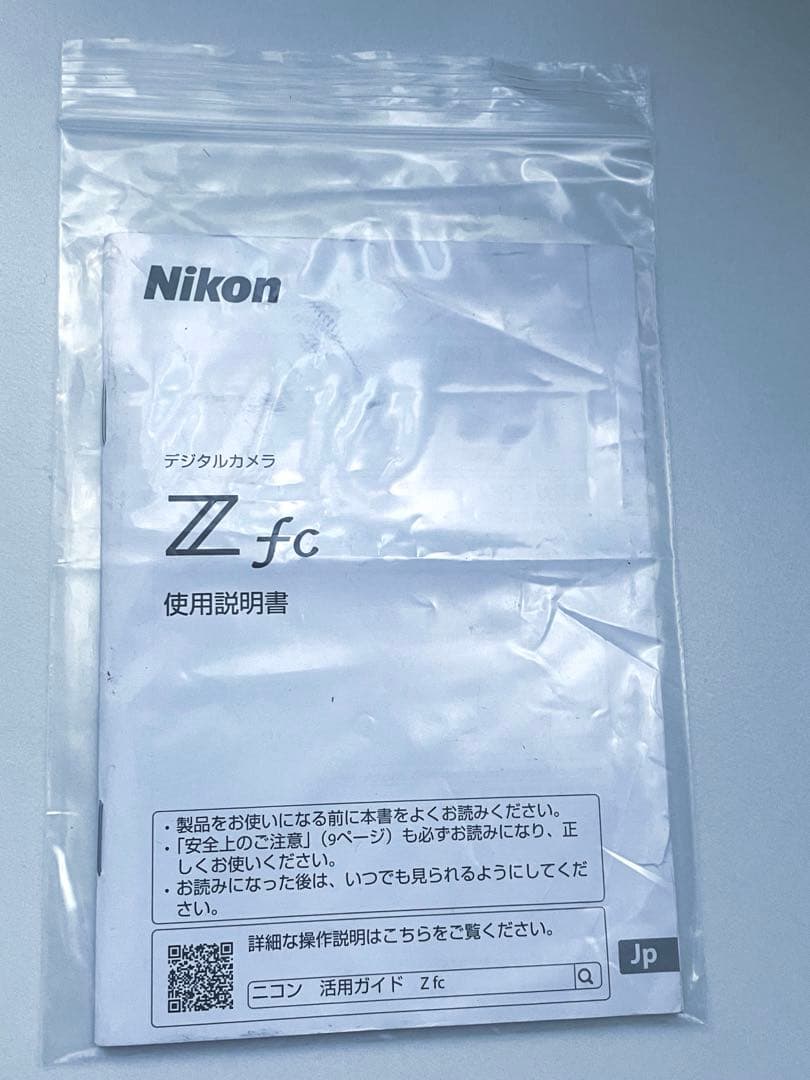 Nikon
デジタルカメラ
Z fc
使用説明書
・製品をお使いになる前に本書をよくお読みください。
・「安全上のご注意」（9ページ）も必ずお読みになり、正
しくお使いください。
・お読みになった後は、いつでも見られるようにしてくだ
さい。
詳細な操作説明はこちらをご覧ください。
ニコン 活用ガイド Z fc
Jp